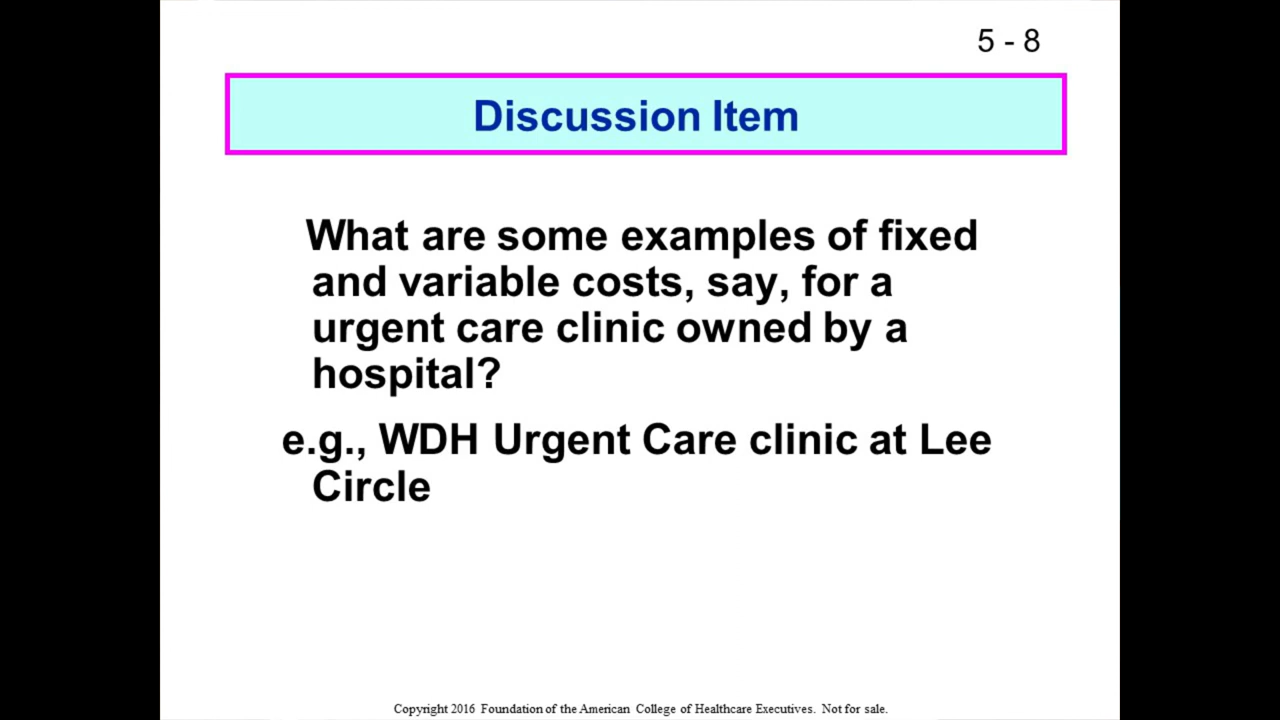 5 - 8
Discussion Item
What are some examples of fixed
and variable costs, say, for a
urgent care clinic owned by a
hospital?
e.g., WDH Urgent Care clinic at Lee
Circle
Copyright 2016 Foundation of the American College of Healthcare Executives. Not for sale.